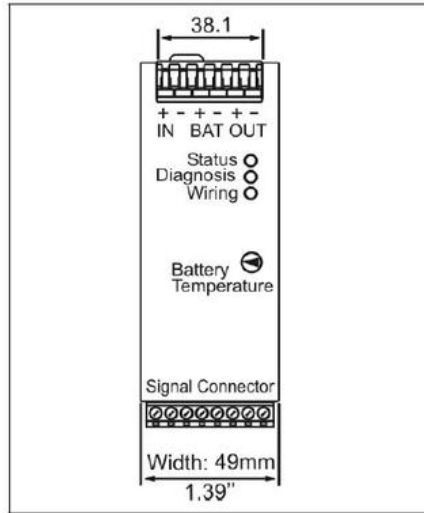 38.1
+ - + - + -
IN BAT OUT
Status
Diagnosis
Wiring
Battery
Temperature
Signal Connector
Width: 49mm
1.39”